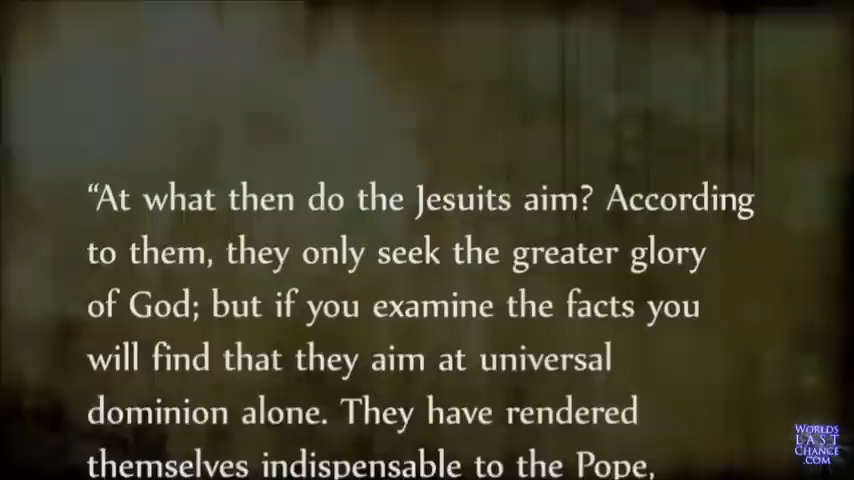 “At what then do the Jesuits aim? According
to them, they only seek the greater glory
of God; but if you examine the facts you
will find that they aim at universal
dominion alone. They have rendered
themselves indispensable to the Pope,
WORLDS
LAST
CHANCE
.COM